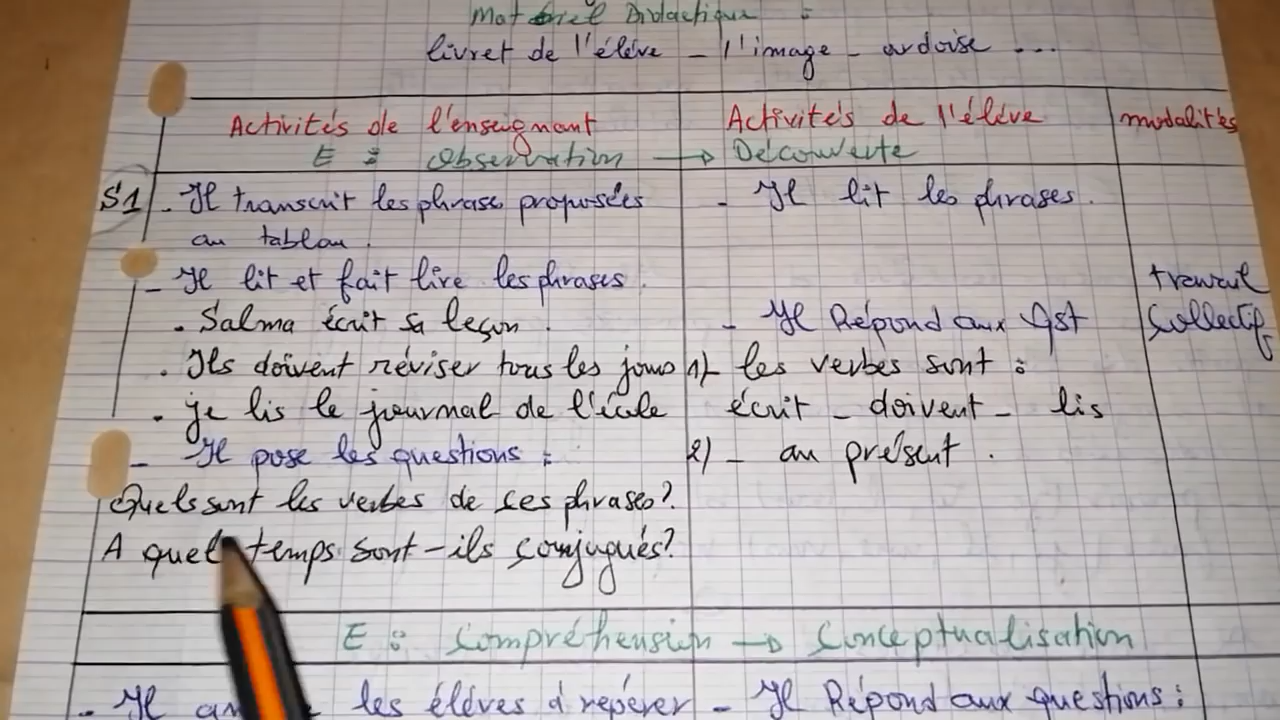 Matériel Didactique :
livret de l'élève - l'image - ardoise ...
Activités de l'enseignant
Activités de l'élève
modalités
E : Observation → Découverte
S1
- Il transcrit les phrases proposées
au tableau.
- Il lit et fait lire les phrases.
. Salma écrit sa leçon.
. Ils doivent réviser tous les jours
. je lis le journal de l'école
- Il pose les questions :
Quels sont les verbes de ces phrases?
A quel temps sont-ils conjugués?
- Il lit les phrases.
- Il Répond aux Qst
1) les verbes sont :
écrit - doivent - lis
2) - au présent.
travail
Collectif
E : Compréhension → Conceptualisation
- Il les élèves à repérer
- Il Répond aux questions :